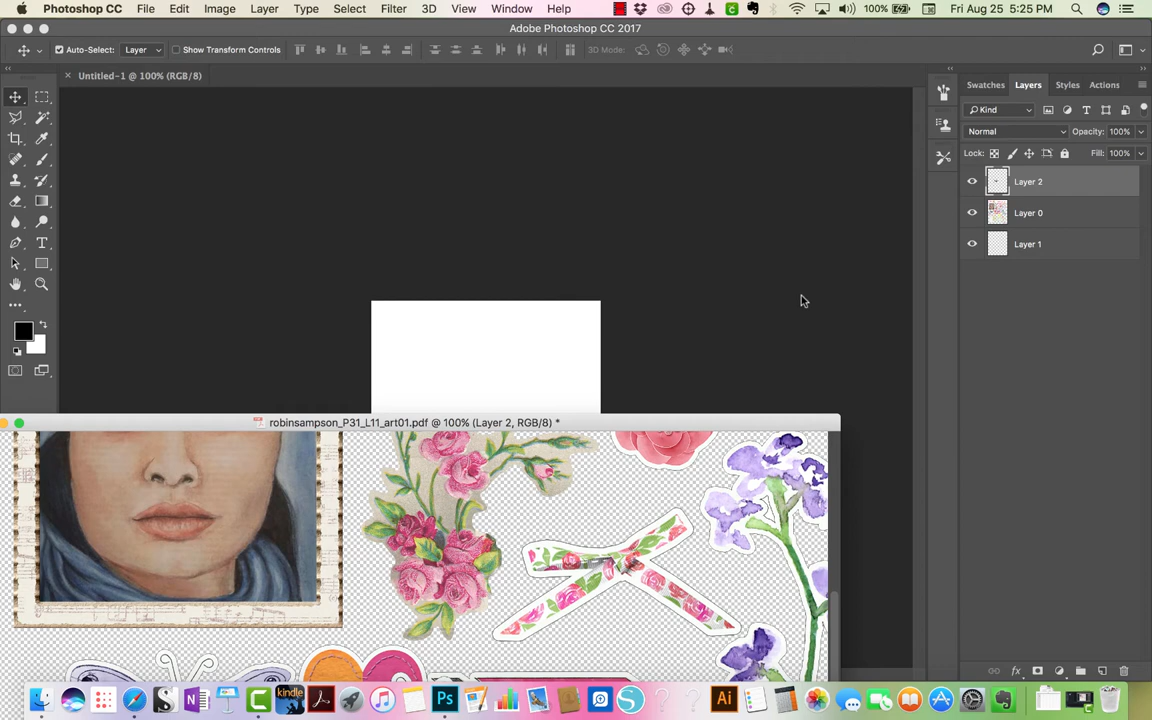 Photoshop CC File Edit Image Layer Type Select Filter 3D View Window Help 100% Fri Aug 25 5:25 PM
Adobe Photoshop CC 2017
Auto-Select: Layer Show Transform Controls 3D Mode:
Untitled-1 @ 100% (RGB/8)
Swatches Layers Styles Actions
Kind
Normal Opacity: 100%
Lock: Fill: 100%
Layer 2
Layer 0
Layer 1
robinsampson_P31_L11_art01.pdf @ 100% (Layer 2, RGB/8) *
kindle Ps Ai